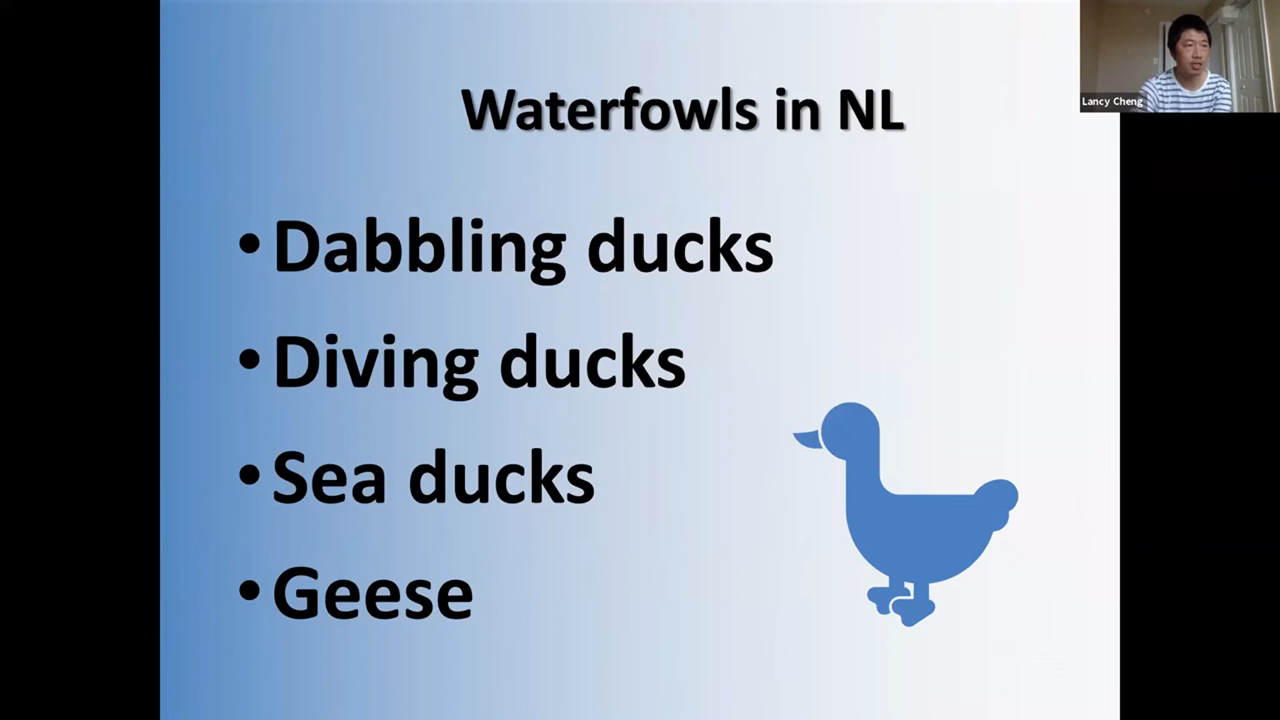 Waterfowls in NL
Lancy Cheng
• Dabbling ducks
• Diving ducks
• Sea ducks
• Geese